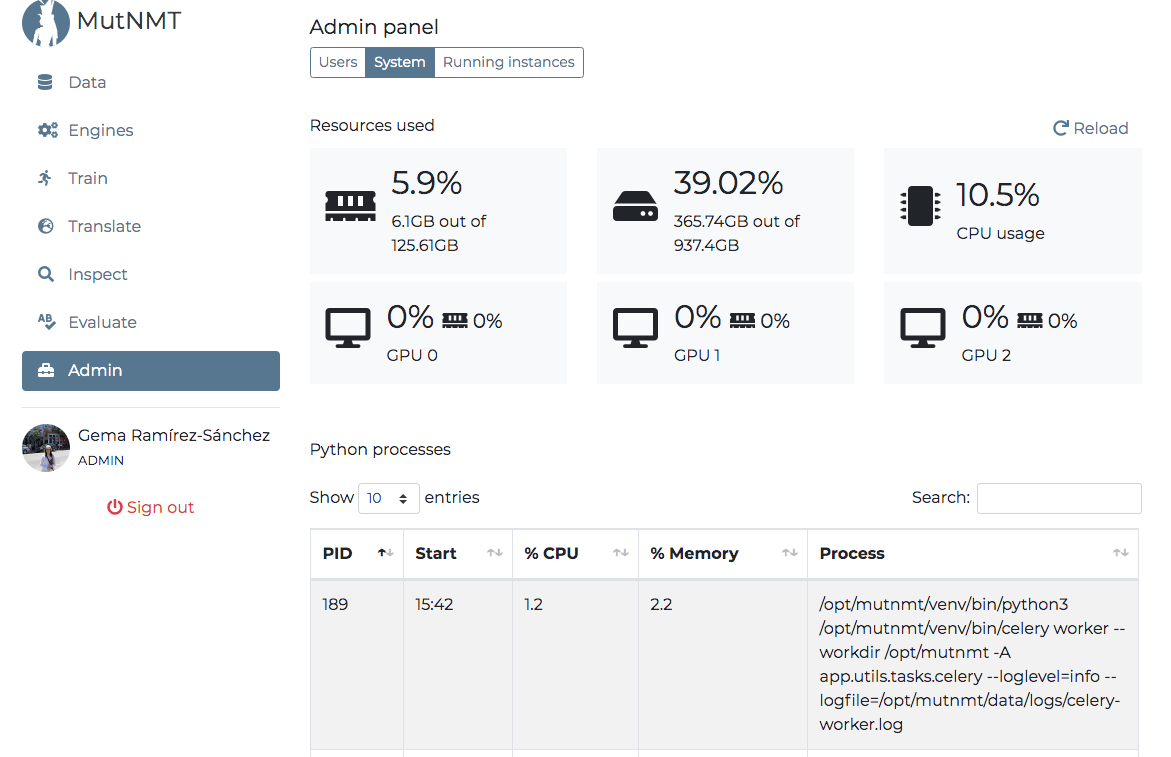 MutNMT
Data
Engines
Train
Translate
Inspect
Evaluate
Admin
Gema Ramírez-Sánchez
ADMIN
Sign out
Admin panel
Users System Running instances
Resources used
Reload
5.9%
6.1GB out of
125.61GB
39.02%
365.74GB out of
937.4GB
10.5%
CPU usage
0% 0%
GPU 0
0% 0%
GPU 1
0% 0%
GPU 2
Python processes
Show 10 entries
Search:
PID Start % CPU % Memory Process
189 15:42 1.2 2.2 /opt/mutnmt/venv/bin/python3
/opt/mutnmt/venv/bin/celery worker --
workdir /opt/mutnmt -A
app.utils.tasks.celery --loglevel=info --
logfile=/opt/mutnmt/data/logs/celery-
worker.log